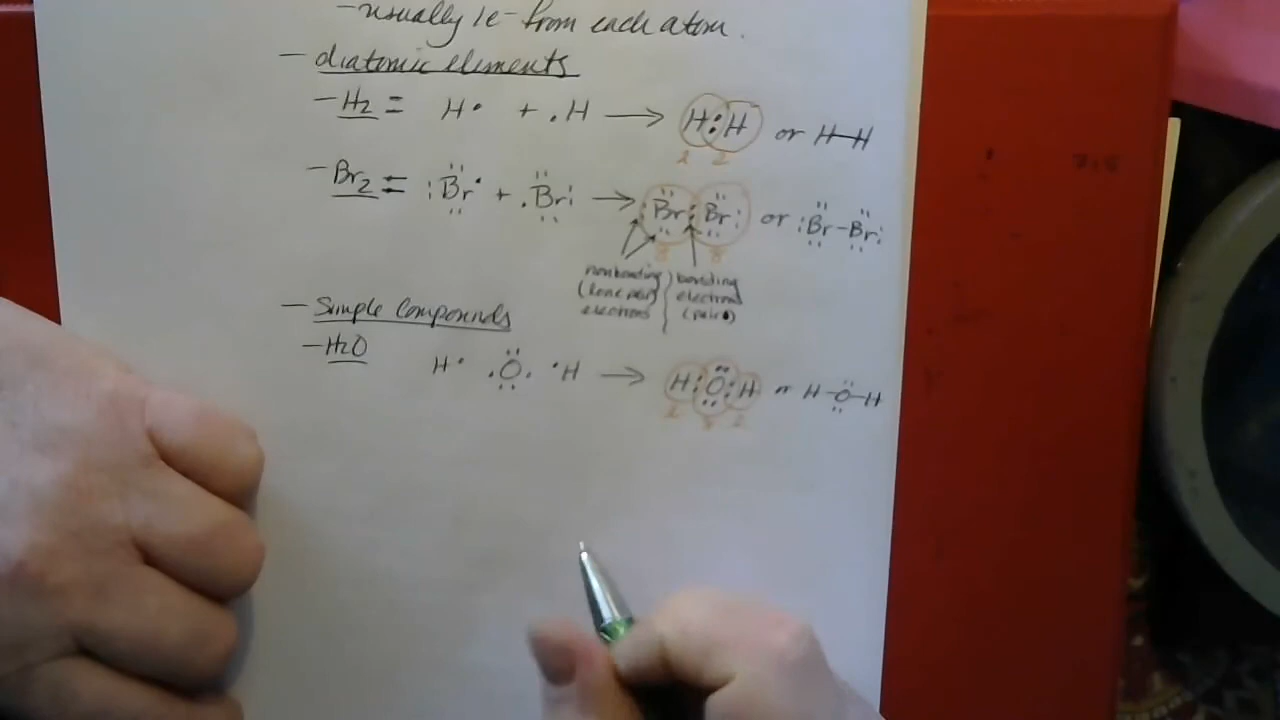 - usually 1e- from each atom.
- diatomic elements
- H2 = H· + ·H → H:H or H-H
2 2
- Br2 = :Br· + ·Br: → :Br:Br: or :Br-Br:
8 8
nonbonding (lone pair) electrons
bonding electrons (pair)
- Simple Compounds
- H2O H· ·O· ·H → H:O:H or H-O-H
2 8 2